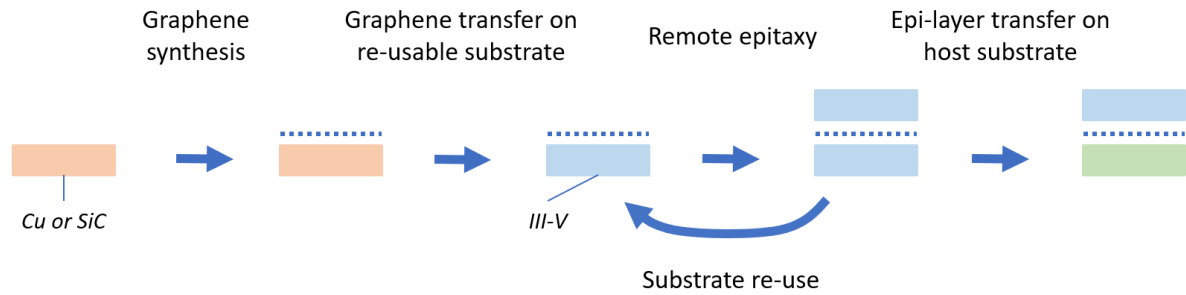 Graphene
synthesis
Graphene transfer on
re-usable substrate
Remote epitaxy
Epi-layer transfer on
host substrate
Cu or SiC
III-V
Substrate re-use